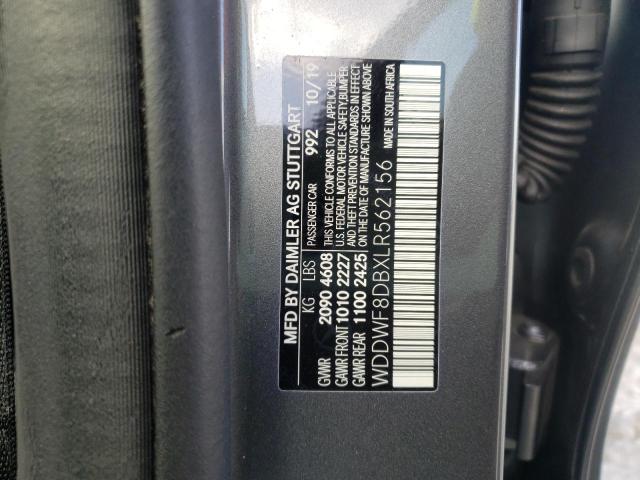 MFD BY DAIMLER AG STUTTGART
KG LBS PASSENGER CAR 992 10/19
GVWR 2090 4608 THIS VEHICLE CONFORMS TO ALL APPLICABLE
GAWR FRONT 1010 2227 U.S. FEDERAL MOTOR VEHICLE SAFETY, BUMPER,
GAWR REAR 1100 2425 AND THEFT PREVENTION STANDARDS IN EFFECT
ON THE DATE OF MANUFACTURE SHOWN ABOVE
WDDWF8DBXLR562156 MADE IN SOUTH AFRICA